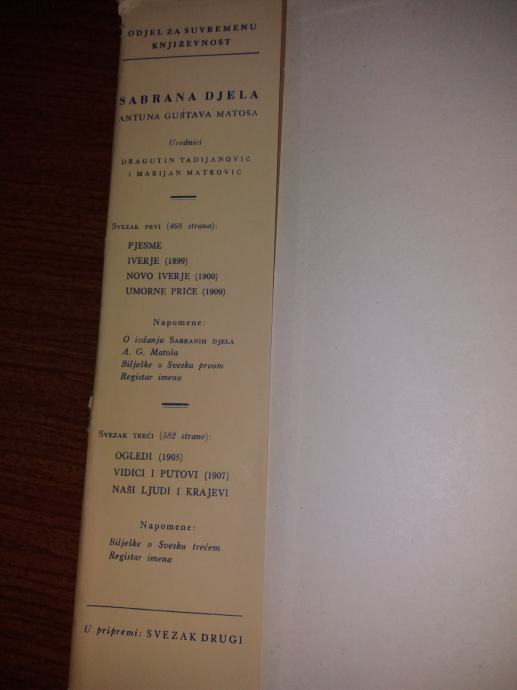 ODJEL ZA SUVREMENU
KNJIŽEVNOST
SABRANA DJELA
ANTUNA GUSTAVA MATOŠA
Urednici
DRAGUTIN TADIJANOVIĆ
I MARIJAN MATKOVIĆ
SVEZAK PRVI (468 strana):
PJESME
IVERJE (1899)
NOVO IVERJE (1900)
UMORNE PRIČE (1909)
Napomene:
O izdanju SABRANIH DJELA
A. G. Matoša
Bilješke o Svesku prvom
Registar imena
SVEZAK TREĆI (582 strane):
OGLEDI (1905)
VIDICI I PUTOVI (1907)
NAŠI LJUDI I KRAJEVI
Napomene:
Bilješke o Svesku trećem
Registar imena
U pripremi: SVEZAK DRUGI